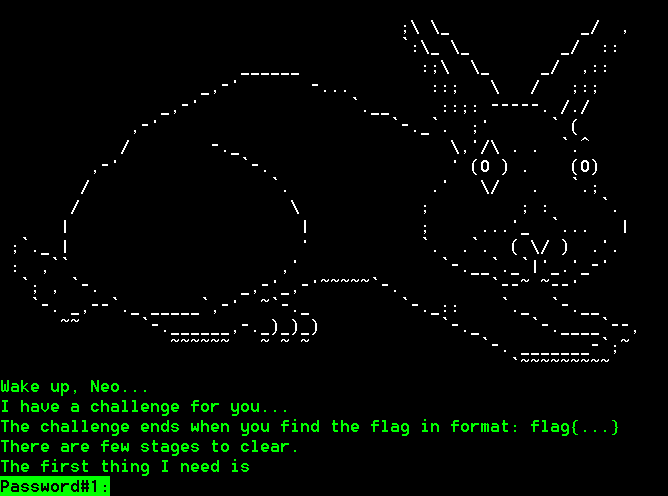 Wake up, Neo...
I have a challenge for you...
The challenge ends when you find the flag in format: flag{...}
There are few stages to clear.
The first thing I need is
Password#1: